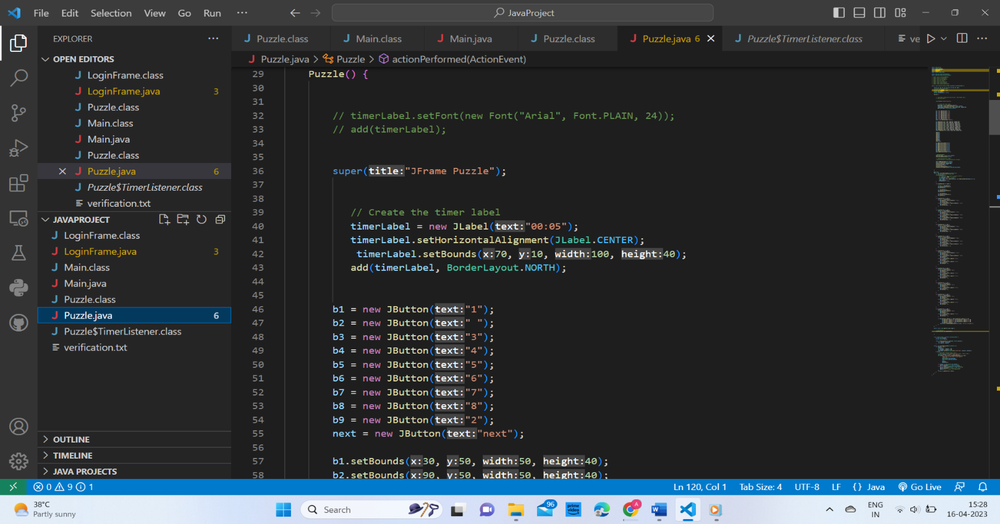 File Edit Selection View Go Run ··· JavaProject
EXPLORER ···
Puzzle.class Main.class Main.java Puzzle.class Puzzle.java 6 Puzzle$TimerListener.class ve
Puzzle.java > Puzzle > actionPerformed(ActionEvent)
OPEN EDITORS
LoginFrame.class
LoginFrame.java 3
Puzzle.class
Main.class
Main.java
Puzzle.class
Puzzle.java 6
Puzzle$TimerListener.class
verification.txt
JAVAPROJECT
LoginFrame.class
LoginFrame.java 3
Main.class
Main.java
Puzzle.class
Puzzle.java 6
Puzzle$TimerListener.class
verification.txt
OUTLINE
TIMELINE
JAVA PROJECTS
29 Puzzle() {
30
31
32 // timerLabel.setFont(new Font("Arial", Font.PLAIN, 24));
33 // add(timerLabel);
34
35
36 super(title:"JFrame Puzzle");
37
38
39 // Create the timer label
40 timerLabel = new JLabel(text:"00:05");
41 timerLabel.setHorizontalAlignment(JLabel.CENTER);
42 timerLabel.setBounds(x:70, y:10, width:100, height:40);
43 add(timerLabel, BorderLayout.NORTH);
44
45
46 b1 = new JButton(text:"1");
47 b2 = new JButton(text:" ");
48 b3 = new JButton(text:"3");
49 b4 = new JButton(text:"4");
50 b5 = new JButton(text:"5");
51 b6 = new JButton(text:"6");
52 b7 = new JButton(text:"7");
53 b8 = new JButton(text:"8");
54 b9 = new JButton(text:"2");
55 next = new JButton(text:"next");
56
57 b1.setBounds(x:30, y:50, width:50, height:40);
58 b2.setBounds(x:90, y:50, width:50, height:40);
0 9 1 Ln 120, Col 1 Tab Size: 4 UTF-8 LF {} Java Go Live
38°C
Partly sunny
Search
prime video
96
A
ENG
IN
15:28
16-04-2023